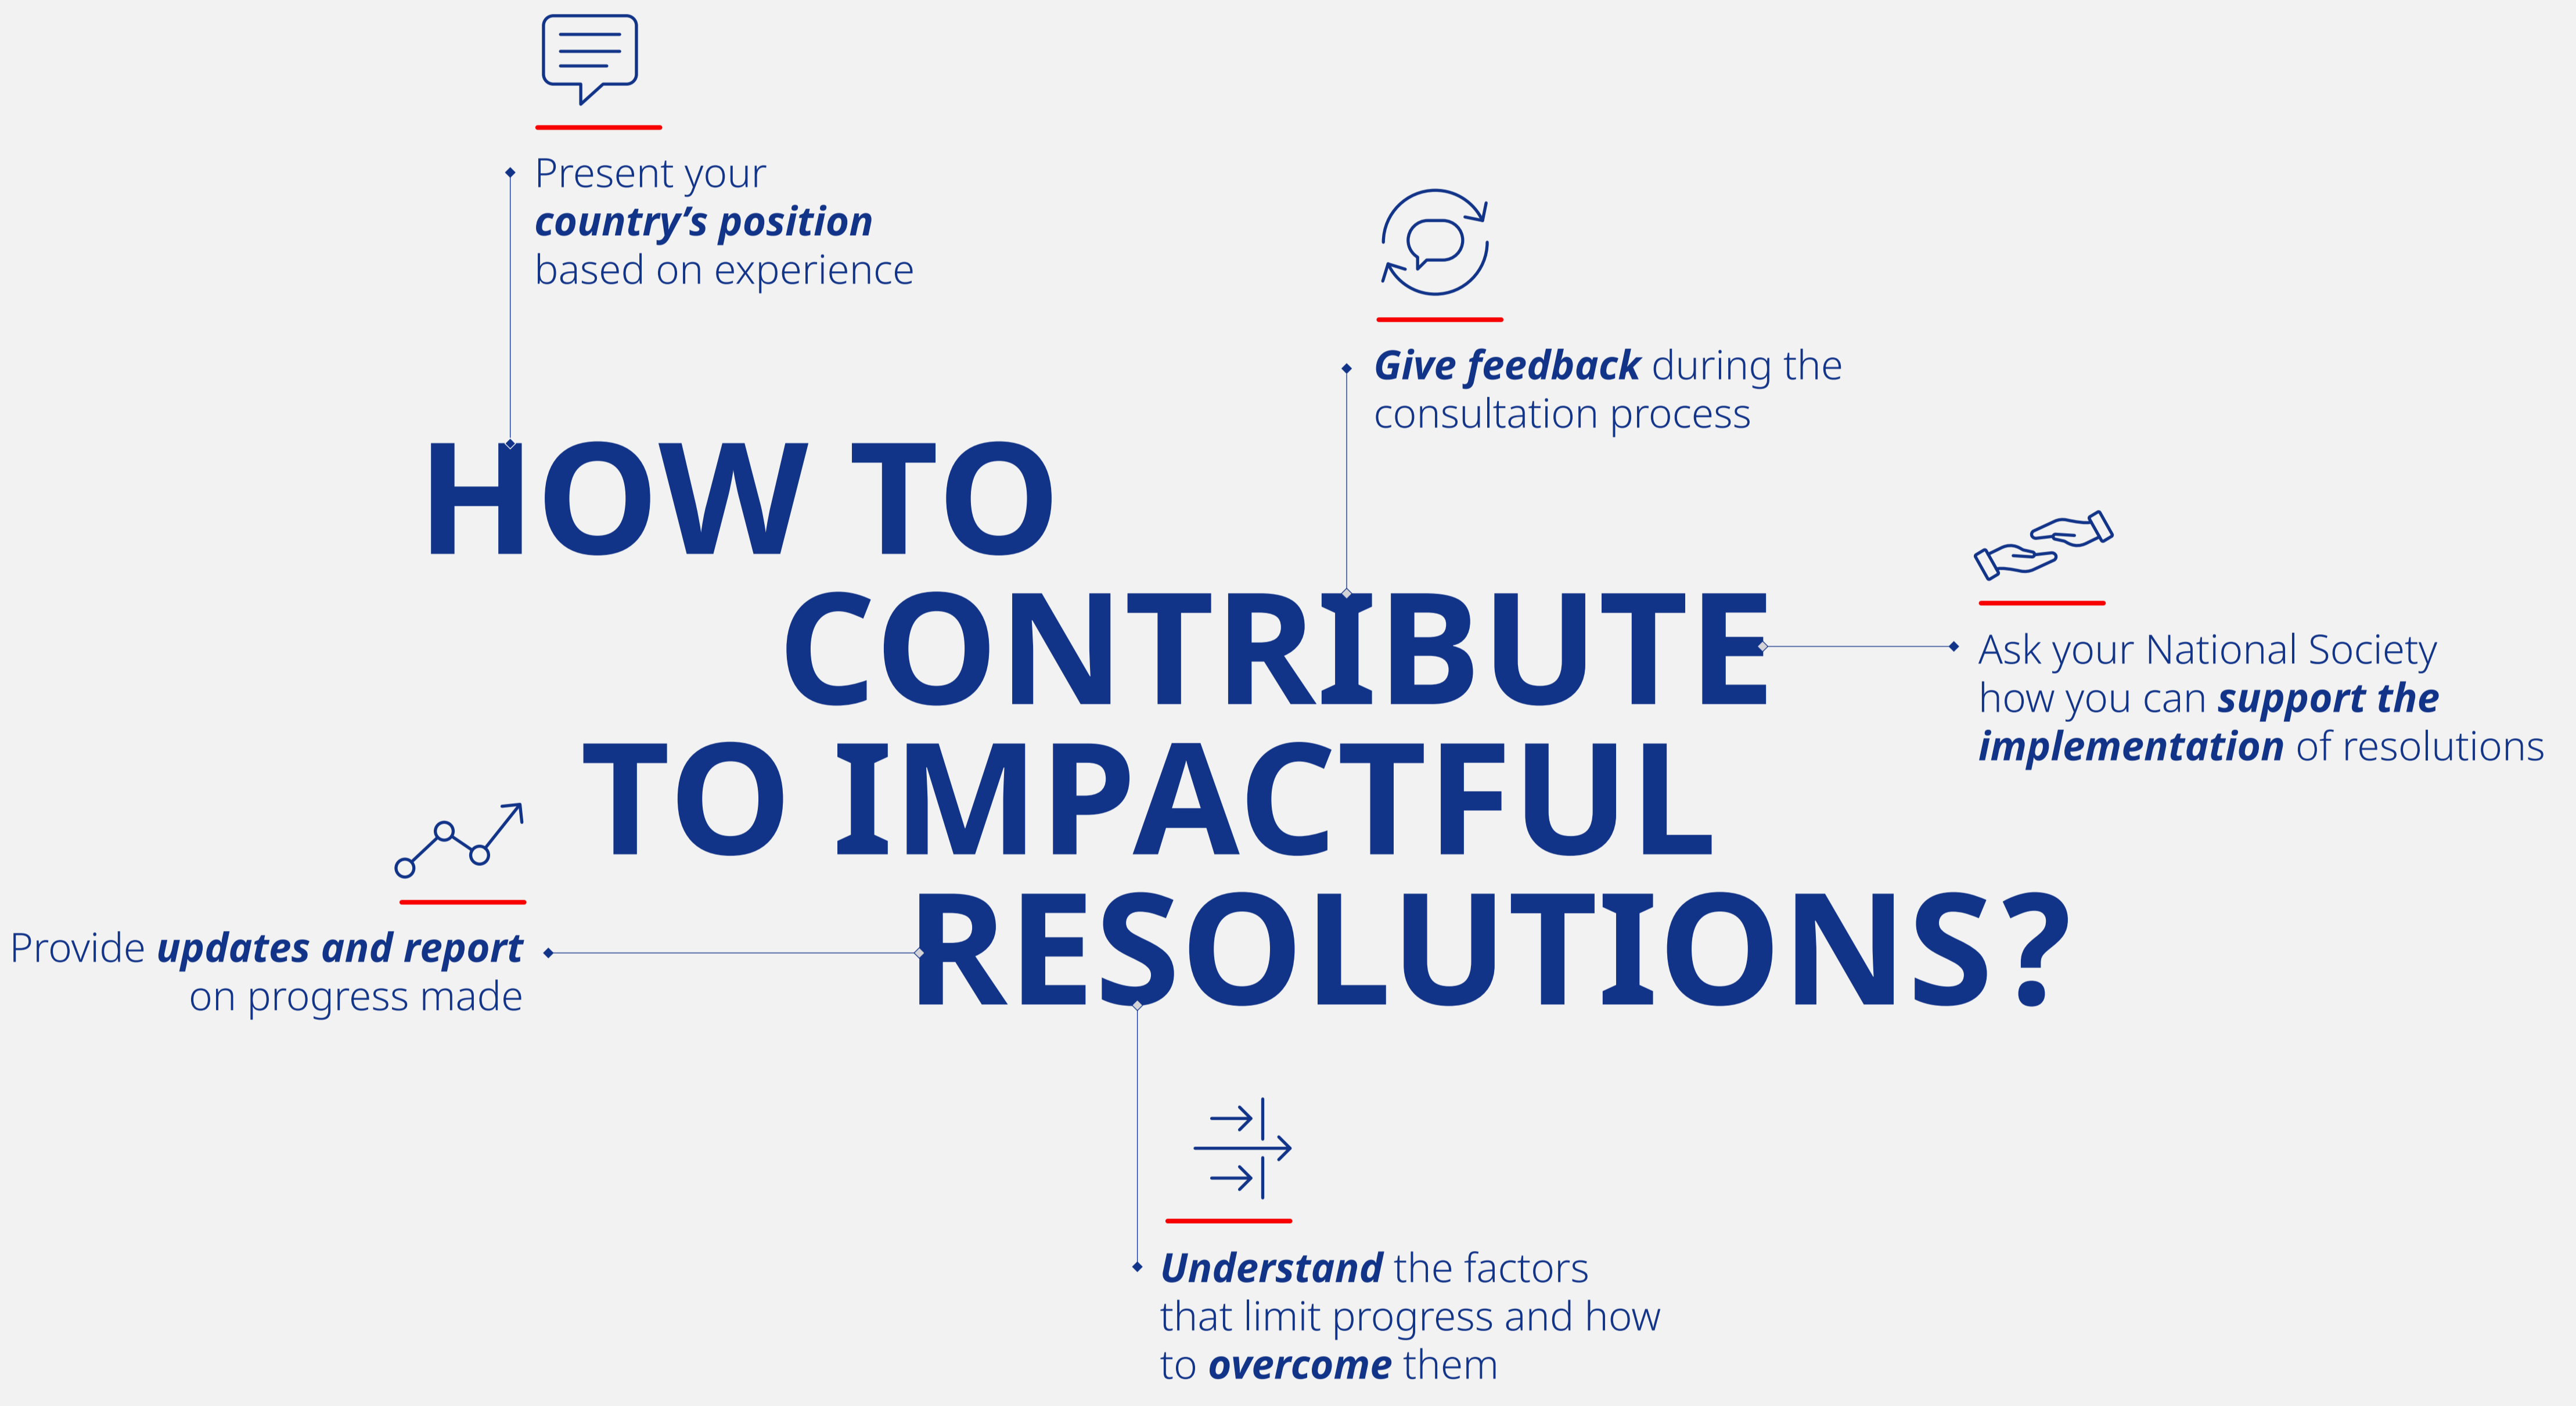 Present your
country’s position
based on experience
Give feedback during the
consultation process
HOW TO
CONTRIBUTE
TO IMPACTFUL
RESOLUTIONS?
Ask your National Society
how you can support the
implementation of resolutions
Provide updates and report
on progress made
Understand the factors
that limit progress and how
to overcome them